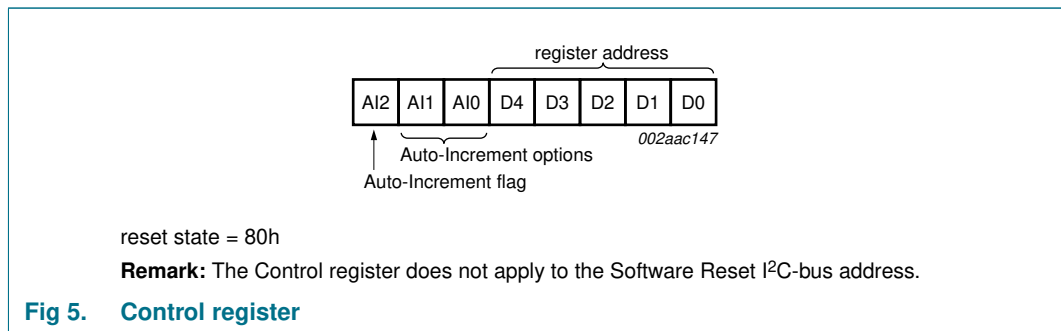 register address
AI2 AI1 AI0 D4 D3 D2 D1 D0
002aac147
Auto-Increment options
Auto-Increment flag
reset state = 80h
Remark: The Control register does not apply to the Software Reset I²C-bus address.
Fig 5. Control register